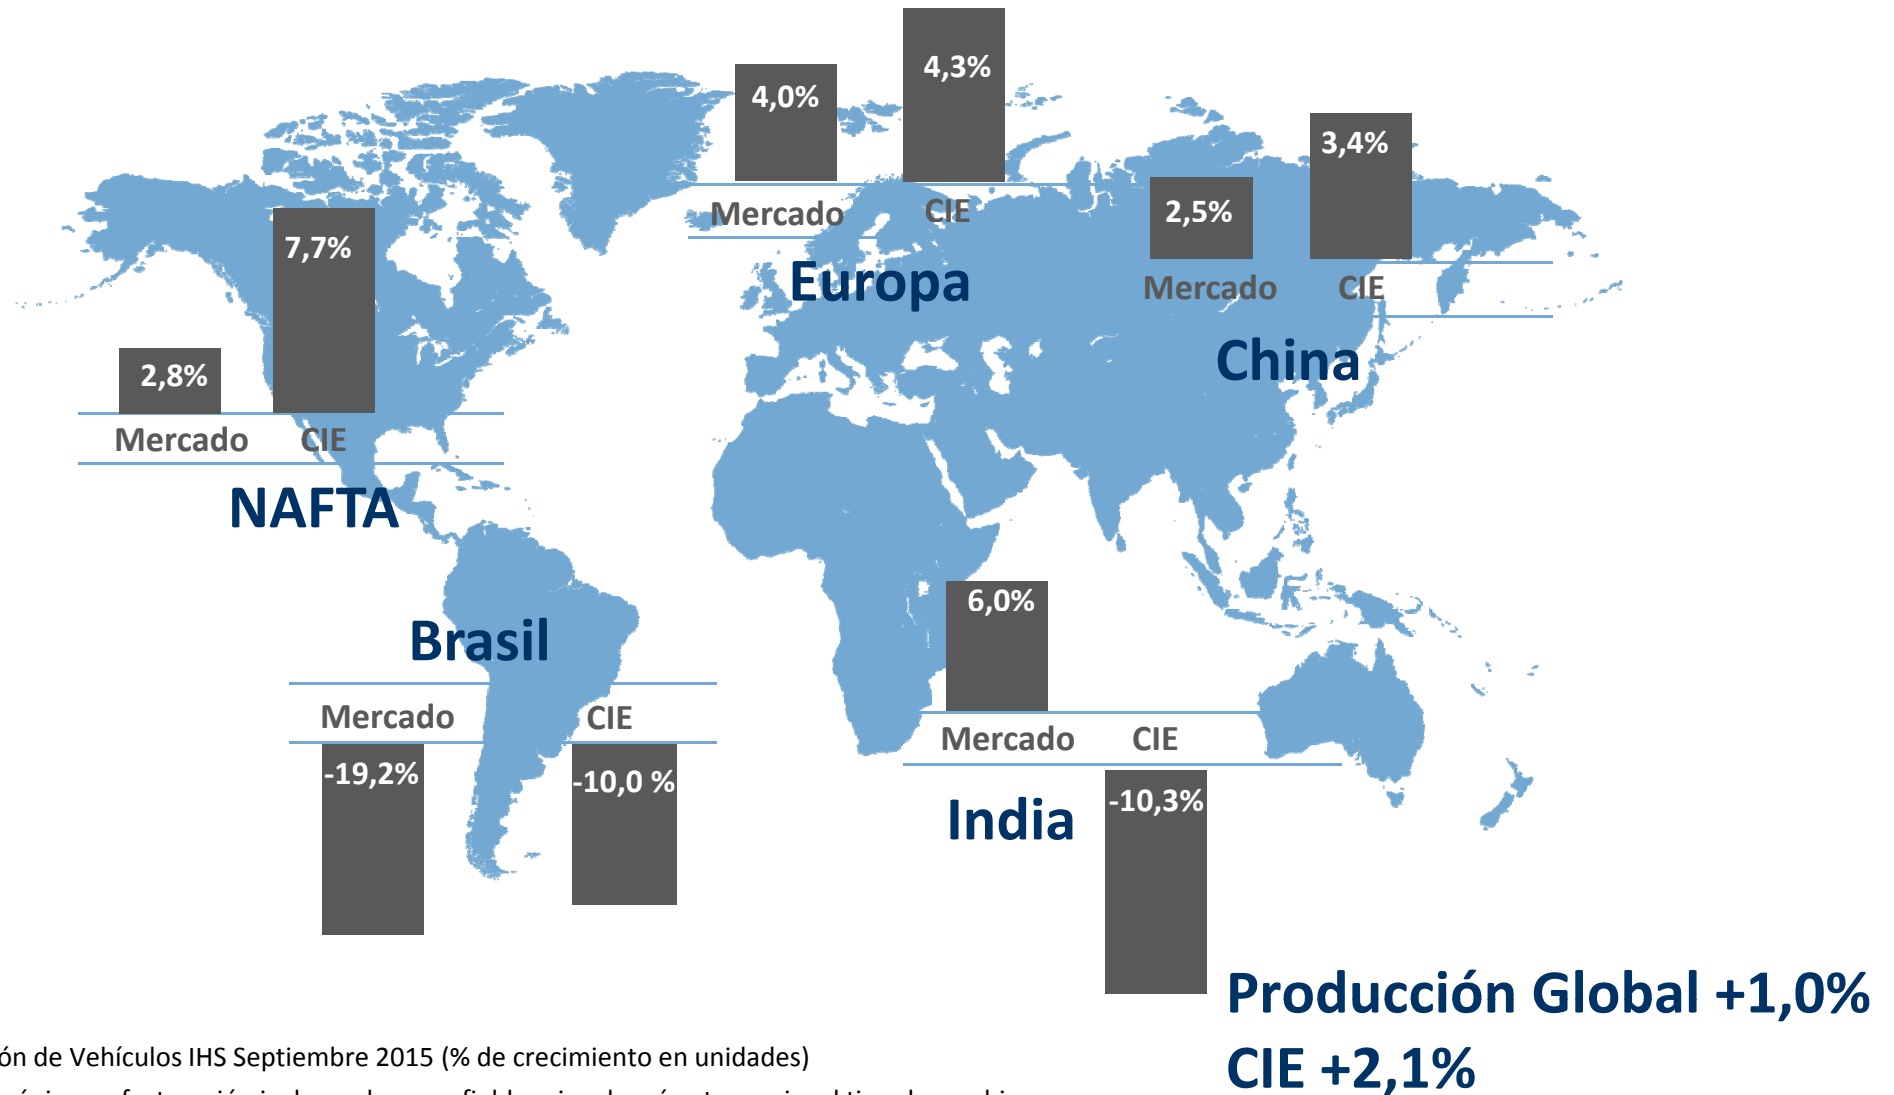 4,0%
4,3%
Mercado CIE
Europa
2,5%
3,4%
Mercado CIE
China
2,8%
7,7%
Mercado CIE
NAFTA
Brasil
Mercado CIE
-19,2%
-10,0 %
6,0%
Mercado CIE
-10,3%
India
Producción Global +1,0%
CIE +2,1%
ón de Vehículos IHS Septiembre 2015 (% de crecimiento en unidades)